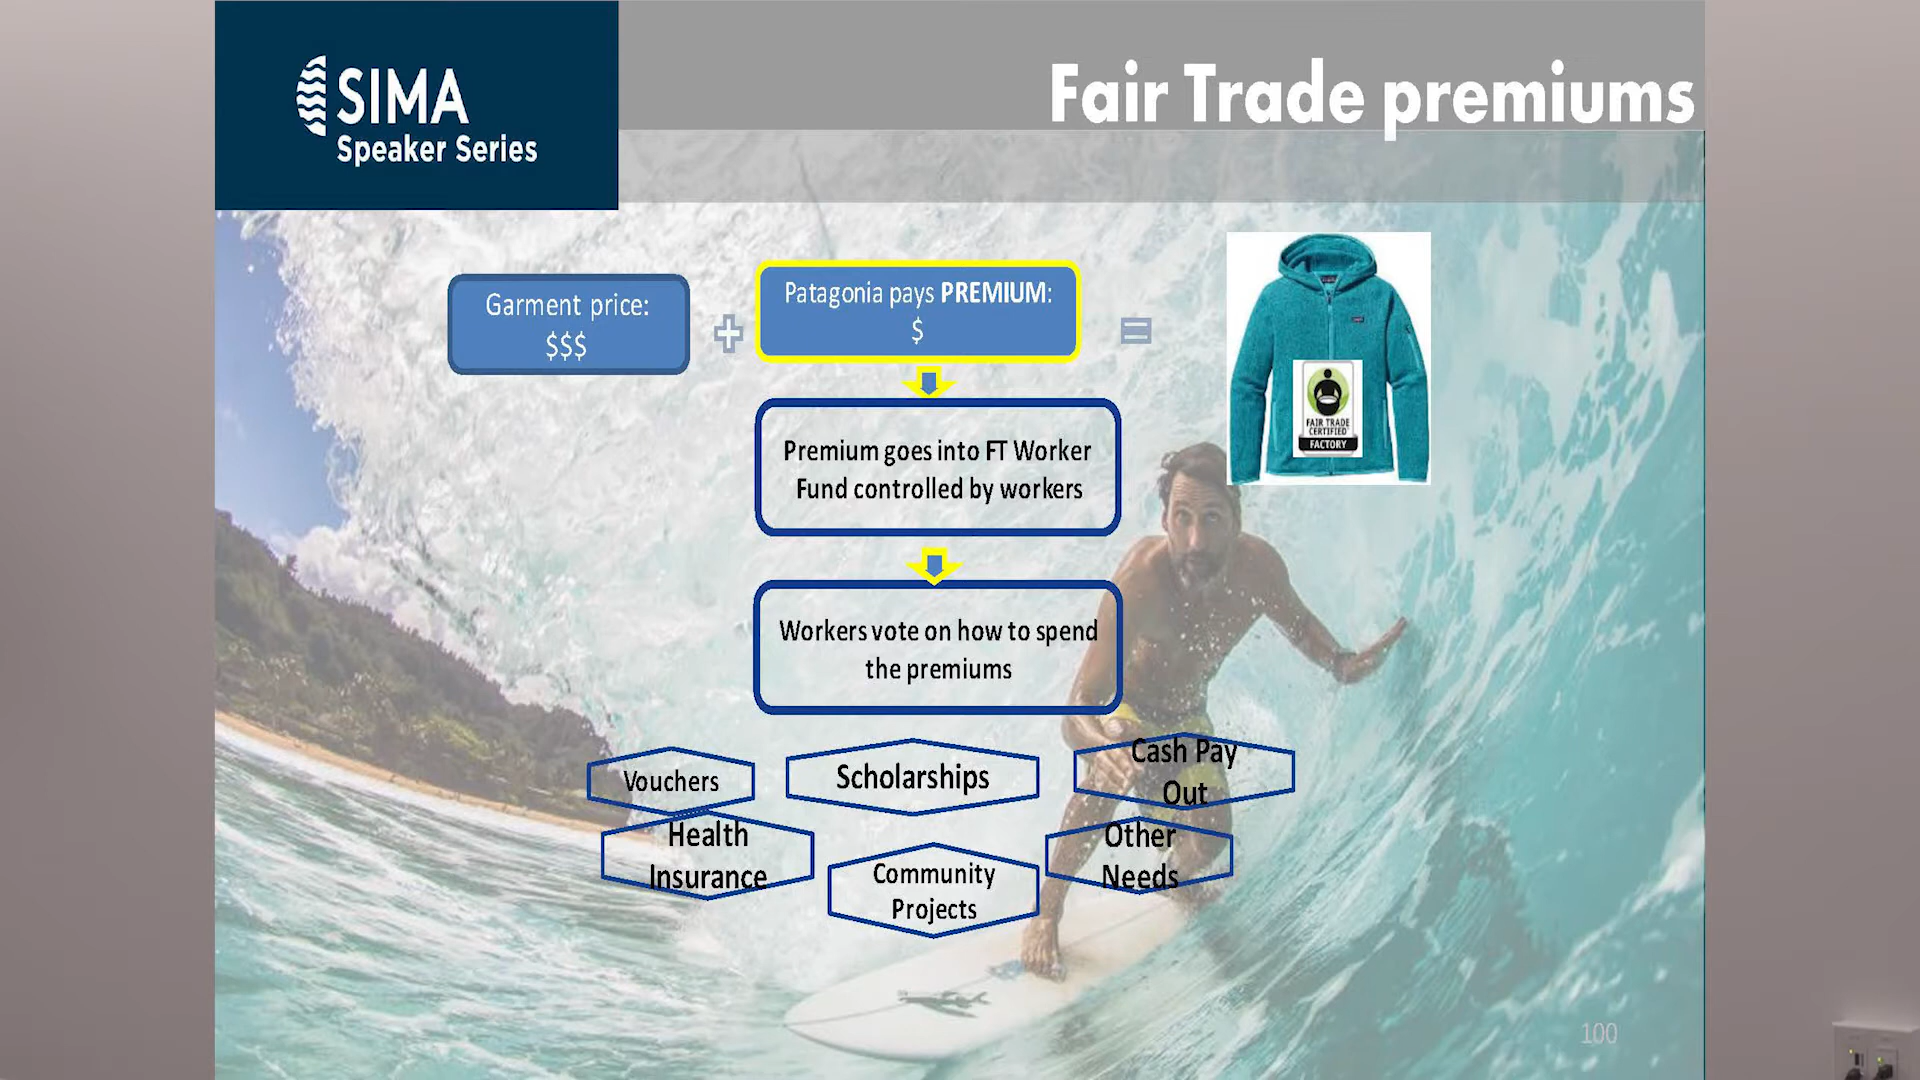 SIMA
Speaker Series
Fair Trade premiums
Garment price:
$$$
Patagonia pays PREMIUM:
$
Premium goes into FT Worker
Fund controlled by workers
Workers vote on how to spend
the premiums
FAIR TRADE
CERTIFIED
FACTORY
Vouchers
Scholarships
Cash Pay
Out
Health
Insurance
Community
Projects
Other
Needs
100